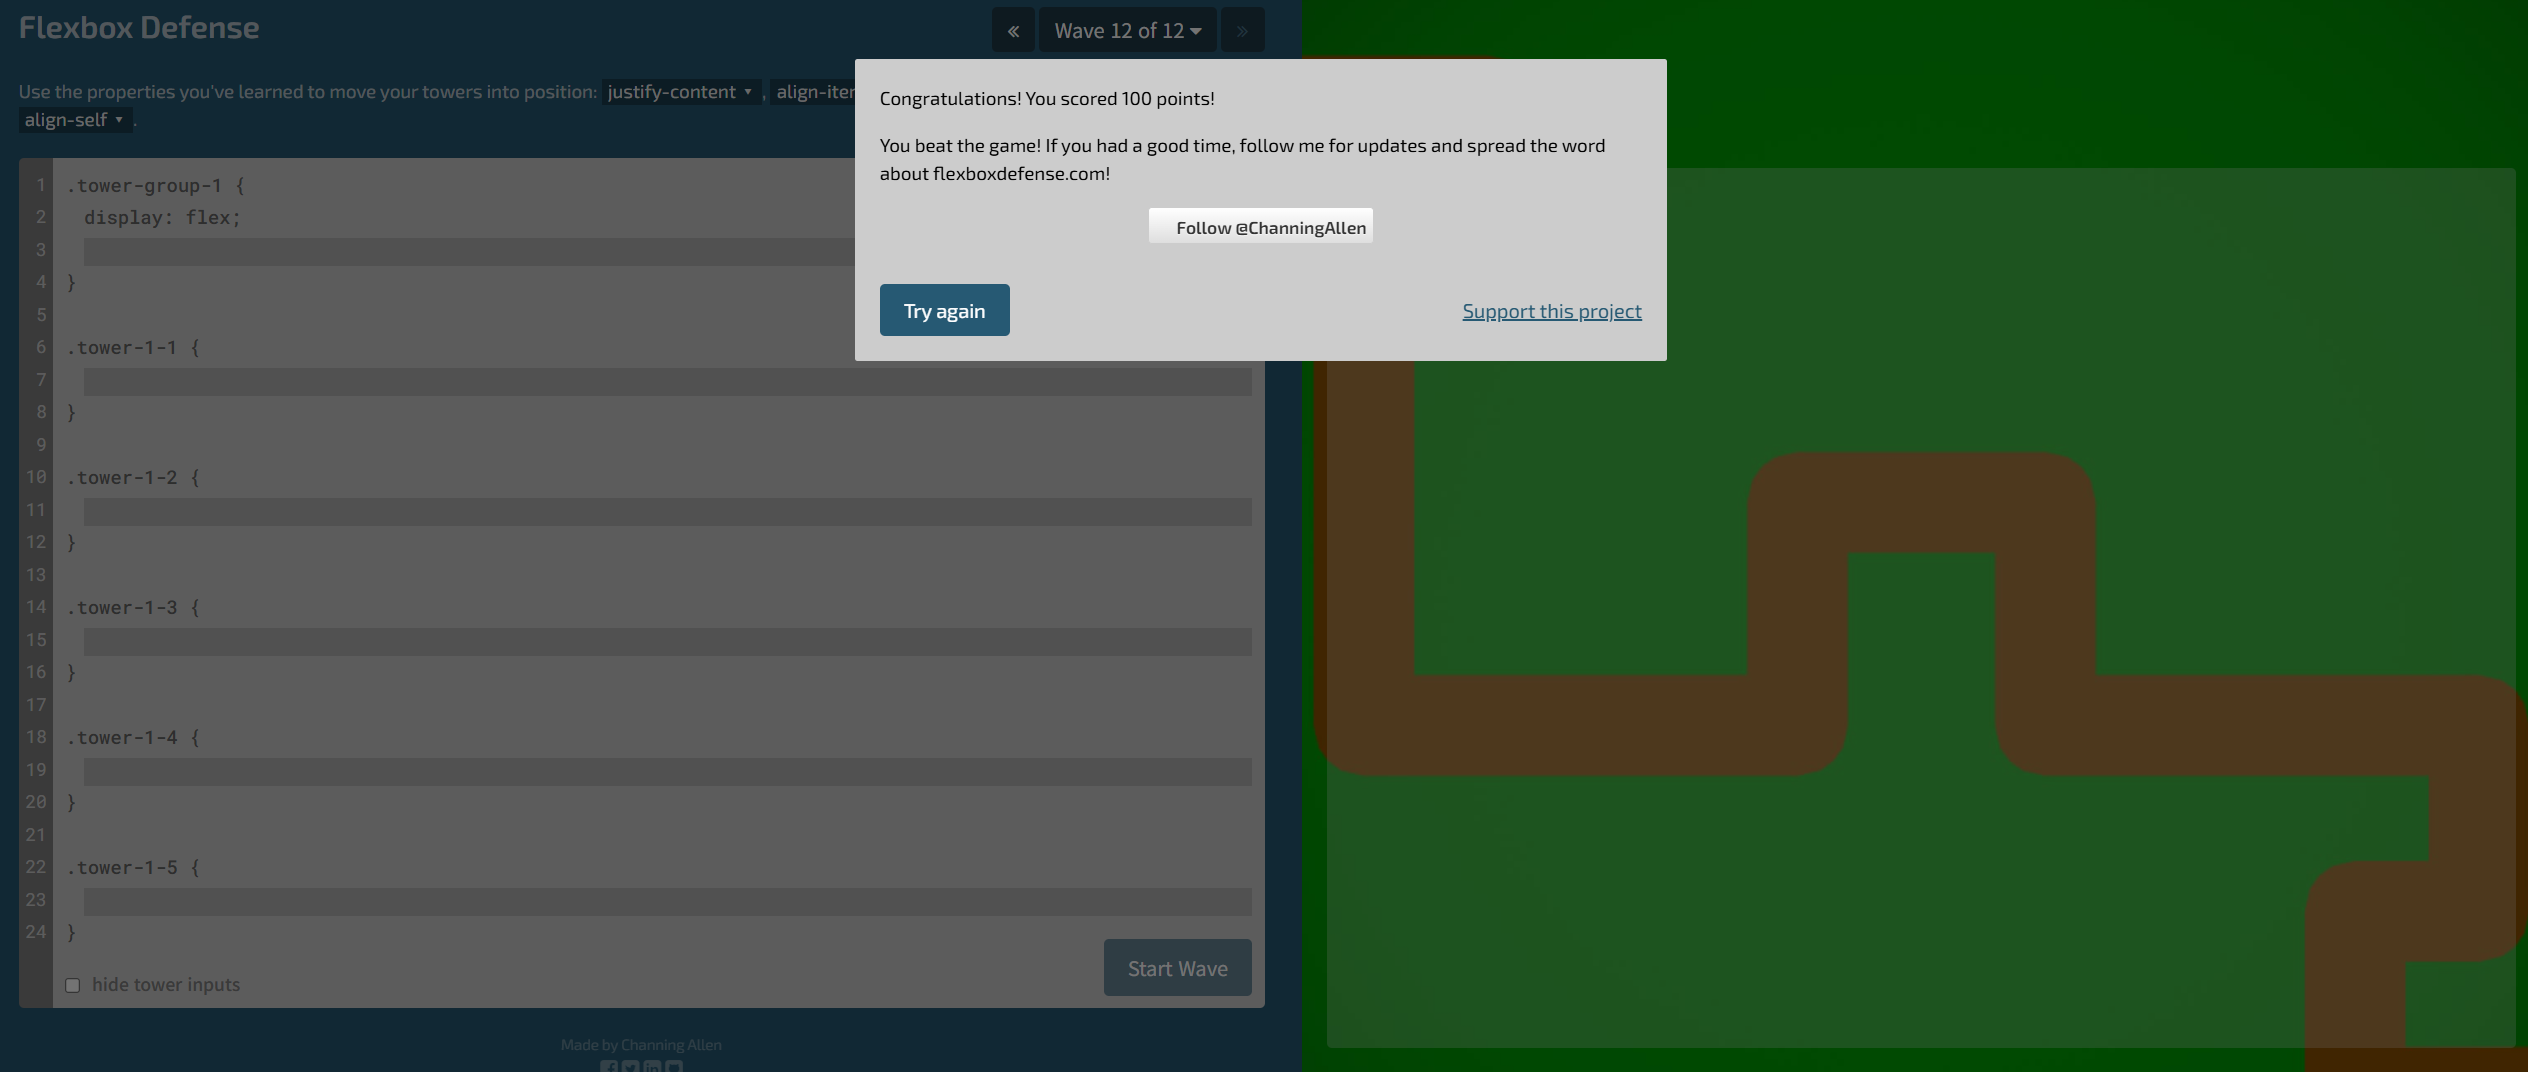 Flexbox Defense
«
Wave 12 of 12
»
Use the properties you've learned to move your towers into position: justify-content ,
align-self .
Congratulations! You scored 100 points!
You beat the game! If you had a good time, follow me for updates and spread the word
about flexboxdefense.com!
Follow @ChanningAllen
Try again
Support this project
1 .tower-group-1 {
2 display: flex;
3
4 }
5
6 .tower-1-1 {
7
8 }
9
10 .tower-1-2 {
11
12 }
13
14 .tower-1-3 {
15
16 }
17
18 .tower-1-4 {
19
20 }
21
22 .tower-1-5 {
23
24 }
hide tower inputs
Start Wave
Made by Channing Allen